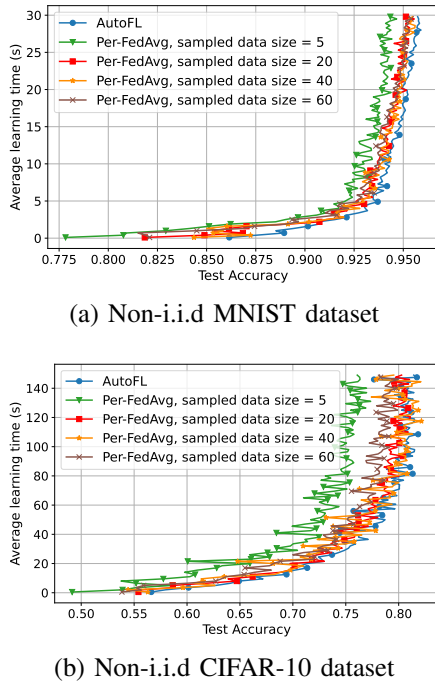 30
25
20
15
10
5
0
Average learning time (s)
AutoFL
Per-FedAvg, sampled data size = 5
Per-FedAvg, sampled data size = 20
Per-FedAvg, sampled data size = 40
Per-FedAvg, sampled data size = 60
0.775 0.800 0.825 0.850 0.875 0.900 0.925 0.950
Test Accuracy
(a) Non-i.i.d MNIST dataset
140
120
100
80
60
40
20
0
Average learning time (s)
AutoFL
Per-FedAvg, sampled data size = 5
Per-FedAvg, sampled data size = 20
Per-FedAvg, sampled data size = 40
Per-FedAvg, sampled data size = 60
0.50 0.55 0.60 0.65 0.70 0.75 0.80
Test Accuracy
(b) Non-i.i.d CIFAR-10 dataset